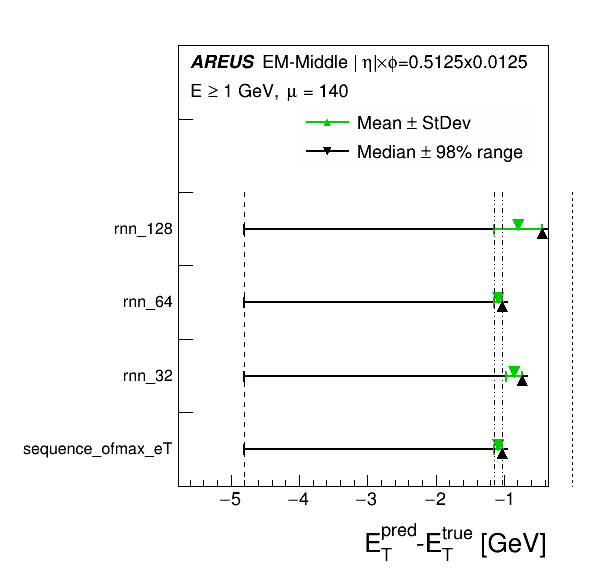 AREUS EM-Middle | η|×ϕ=0.5125x0.0125
E ≥ 1 GeV, μ = 140
Mean ± StDev
Median ± 98% range
rnn_128
rnn_64
rnn_32
sequence_ofmax_eT
−5 −4 −3 −2 −1
E_T^pred-E_T^true [GeV]